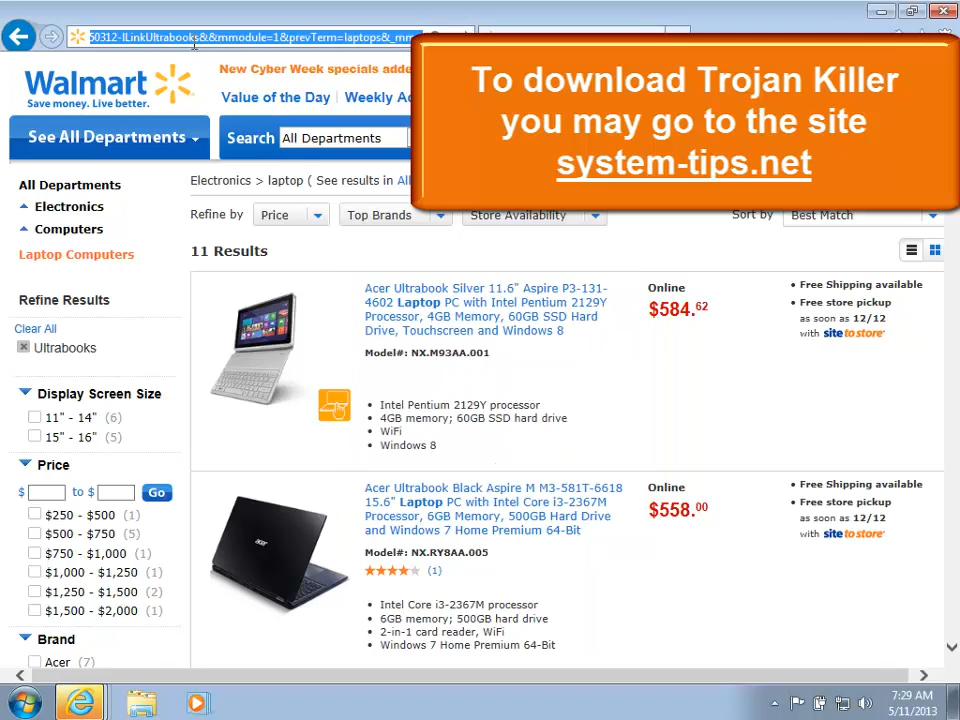 50312-ILinkUltrabooks&&mmodule=1&prevTerm=laptops&_mm
To download Trojan Killer
you may go to the site
system-tips.net
Walmart
Save money. Live better.
New Cyber Week specials adde
Value of the Day
Weekly Ad
See All Departments
Search
All Departments
All Departments
Electronics
Computers
Laptop Computers
Electronics > laptop ( See results in All
Refine by
Price
Top Brands
Store Availability
Sort by
Best Match
11 Results
Refine Results
Clear All
Ultrabooks
Display Screen Size
11" - 14" (6)
15" - 16" (5)
Price
$ to $ Go
$250 - $500 (1)
$500 - $750 (5)
$750 - $1,000 (1)
$1,000 - $1,250 (1)
$1,250 - $1,500 (2)
$1,500 - $2,000 (1)
Brand
Acer (7)
Acer Ultrabook Silver 11.6" Aspire P3-131-
4602 Laptop PC with Intel Pentium 2129Y
Processor, 4GB Memory, 60GB SSD Hard
Drive, Touchscreen and Windows 8
Model#: NX.M93AA.001
• Intel Pentium 2129Y processor
• 4GB memory; 60GB SSD hard drive
• WiFi
• Windows 8
Online
$584.62
• Free Shipping available
• Free store pickup
as soon as 12/12
with site to store
acer
Acer Ultrabook Black Aspire M M3-581T-6618
15.6" Laptop PC with Intel Core i3-2367M
Processor, 6GB Memory, 500GB Hard Drive
and Windows 7 Home Premium 64-Bit
Model#: NX.RY8AA.005
(1)
• Intel Core i3-2367M processor
• 6GB memory; 500GB hard drive
• 2-in-1 card reader, WiFi
• Windows 7 Home Premium 64-Bit
Online
$558.00
• Free Shipping available
• Free store pickup
as soon as 12/12
with site to store
7:29 AM
5/11/2013